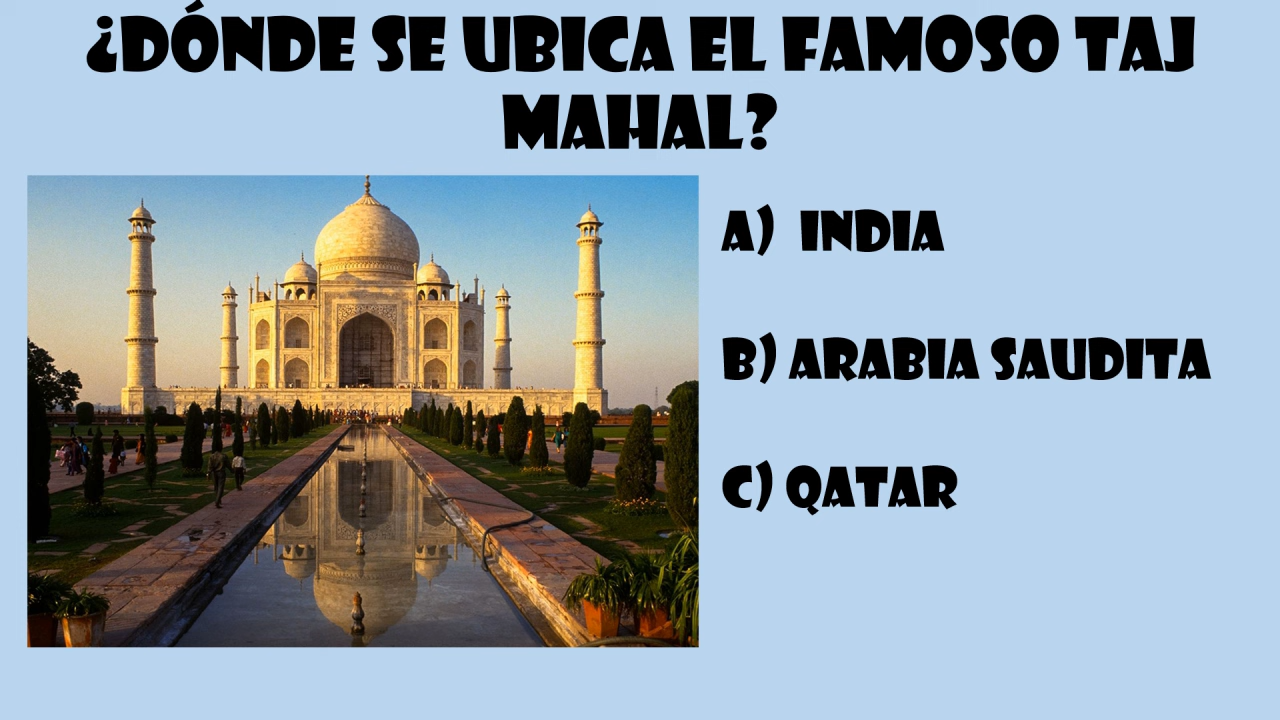 ¿DÓNDE SE UBICA EL FAMOSO TAJ
MAHAL?
A) INDIA
B) ARABIA SAUDITA
C) QATAR